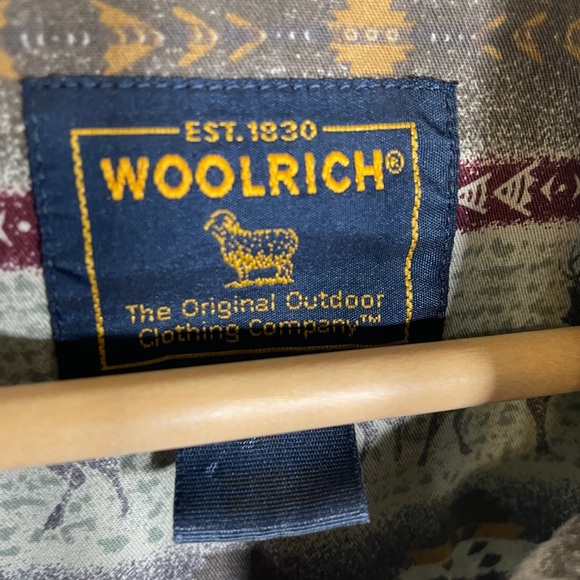 EST. 1830
WOOLRICH®
The Original Outdoor
Clothing Company™